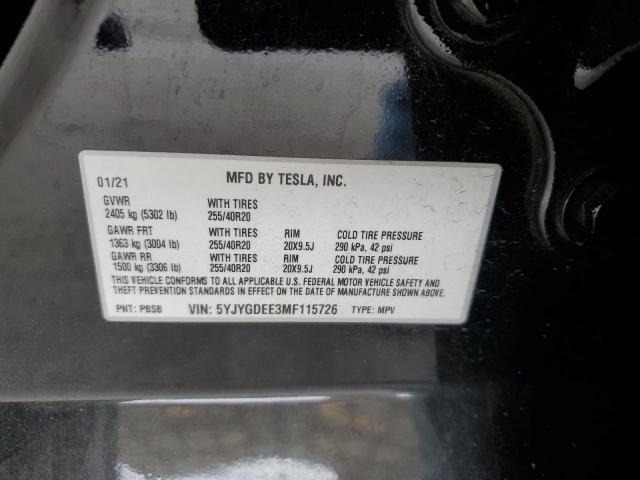 01/21 MFD BY TESLA, INC.
GVWR WITH TIRES
2405 kg (5302 lb) 255/40R20
GAWR FRT WITH TIRES RIM COLD TIRE PRESSURE
1363 kg (3004 lb) 255/40R20 20X9.5J 290 kPa, 42 psi
GAWR RR WITH TIRES RIM COLD TIRE PRESSURE
1500 kg (3306 lb) 255/40R20 20X9.5J 290 kPa, 42 psi
THIS VEHICLE CONFORMS TO ALL APPLICABLE U.S. FEDERAL MOTOR VEHICLE SAFETY AND
THEFT PREVENTION STANDARDS IN EFFECT ON THE DATE OF MANUFACTURE SHOWN ABOVE.
PNT: PBSB VIN: 5YJYGDEE3MF115726 TYPE: MPV